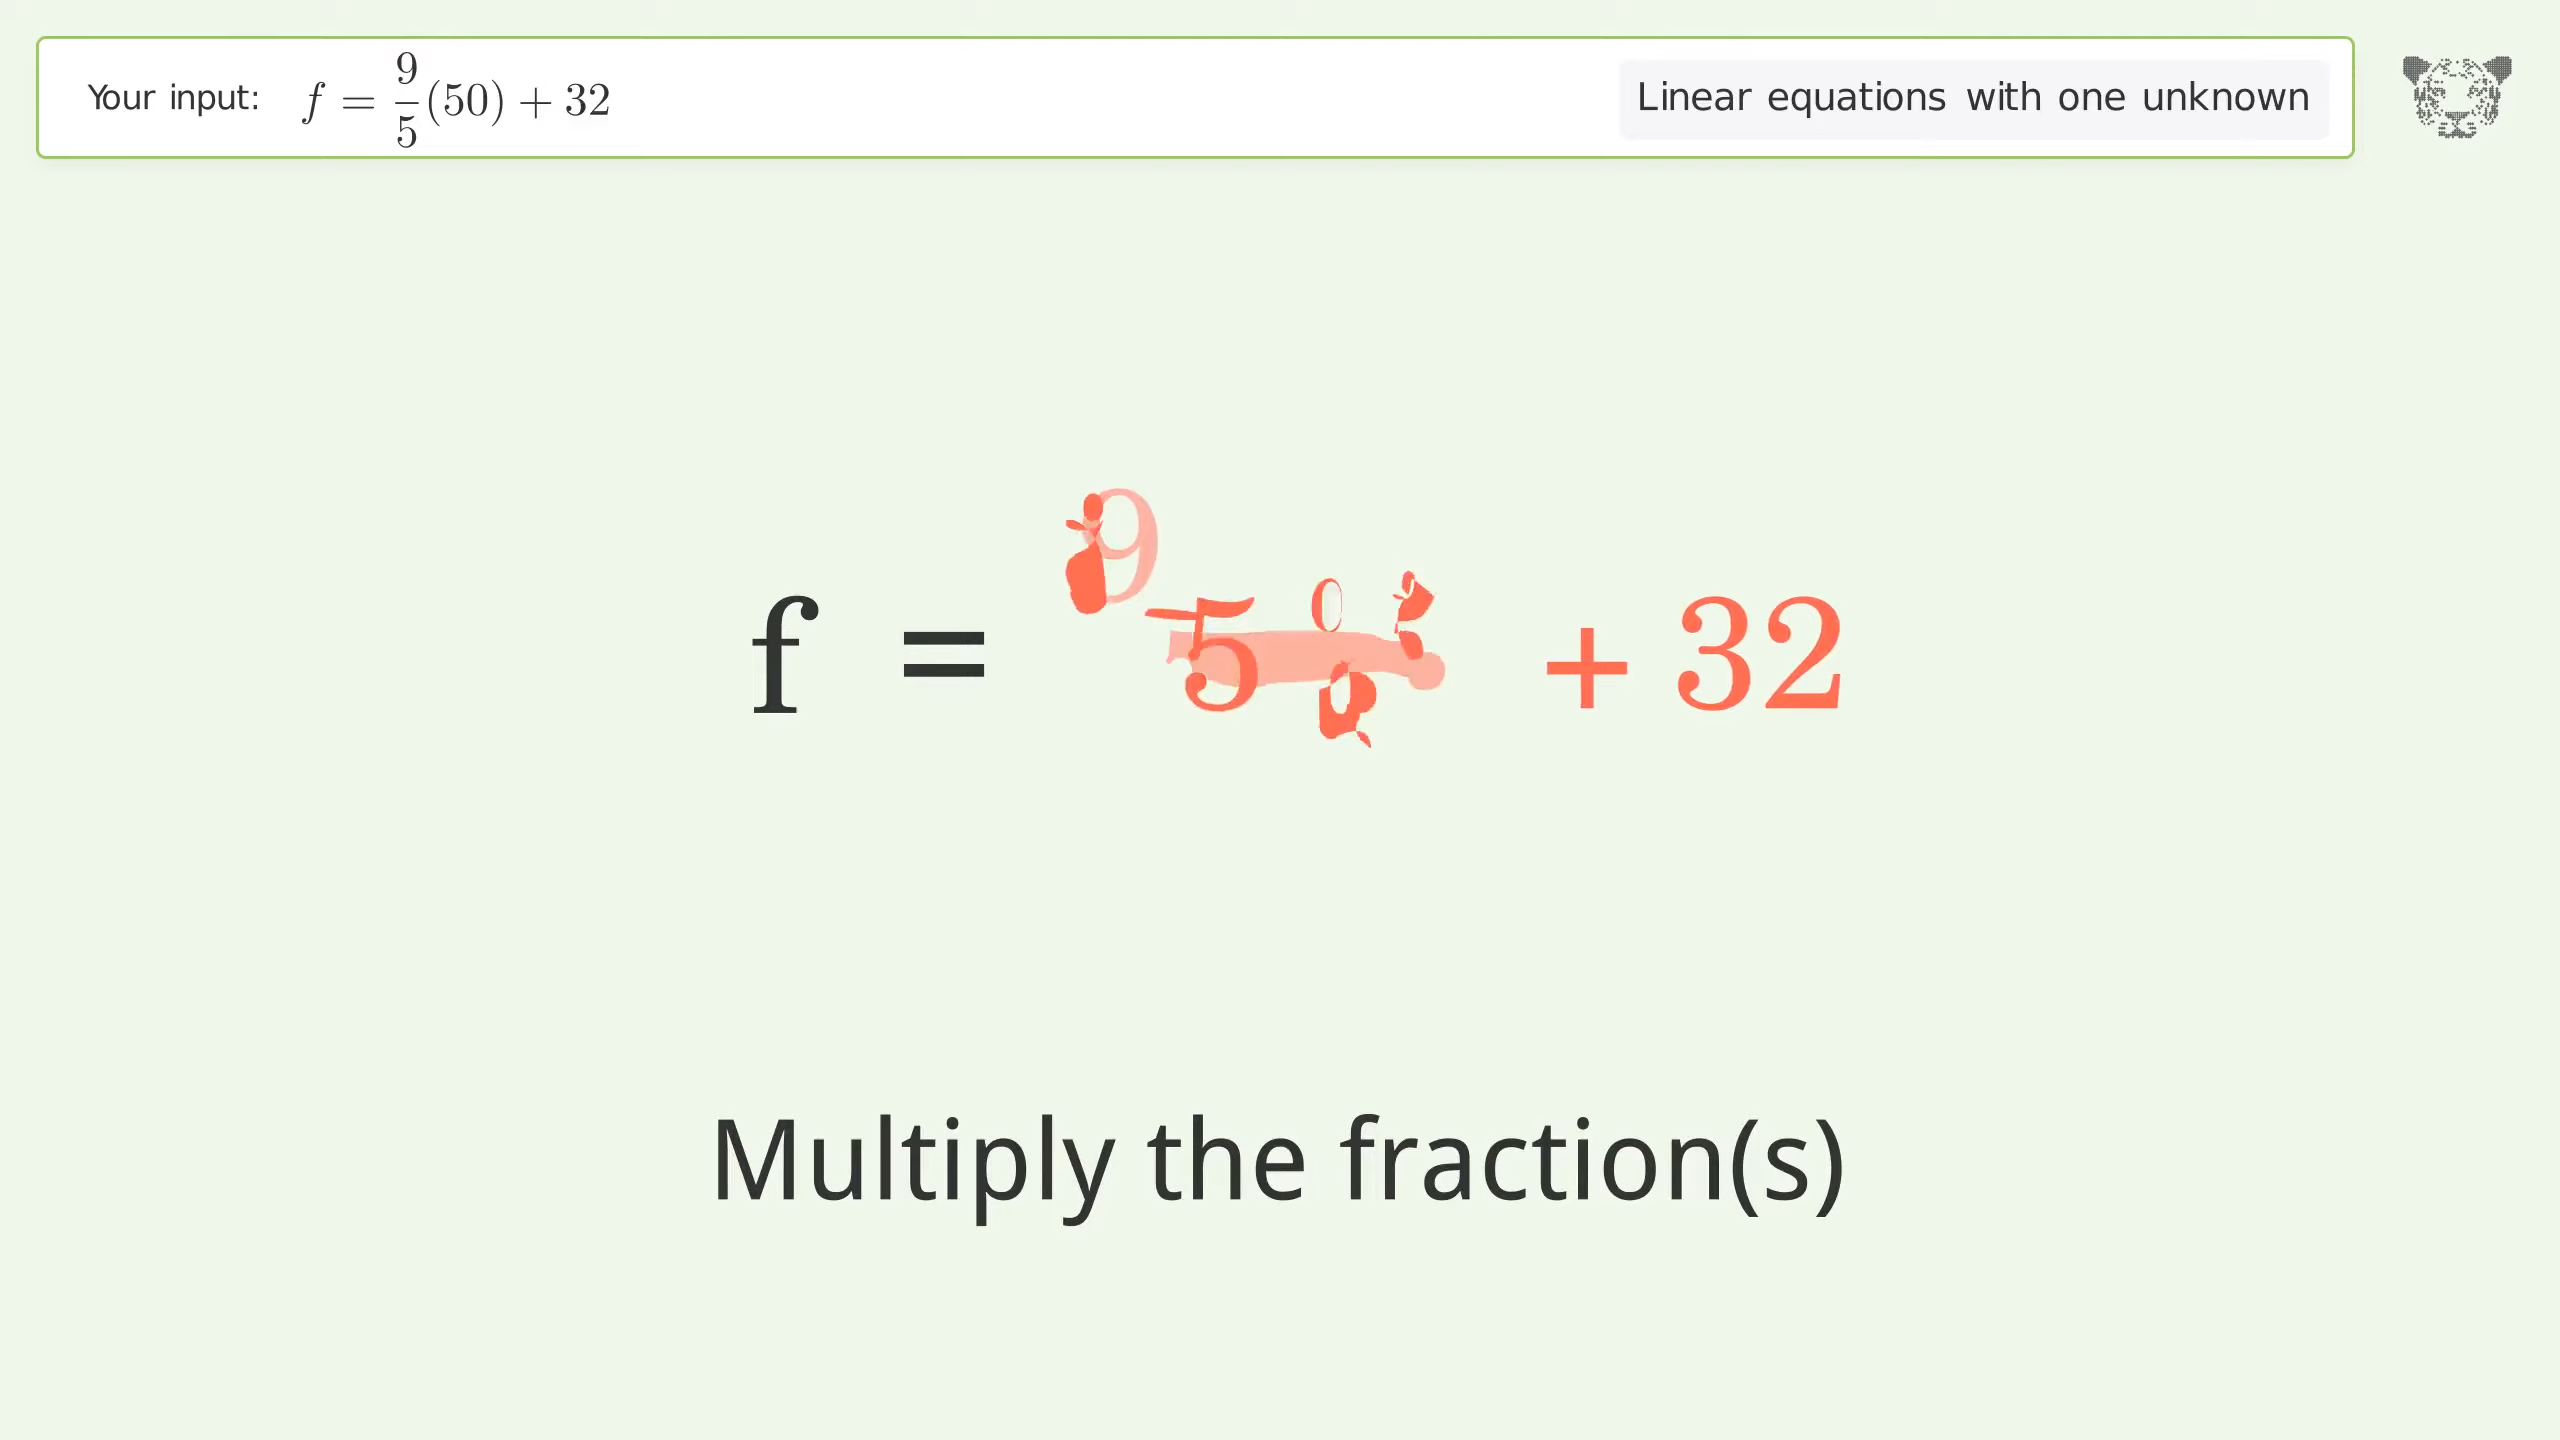 Your input: f = 9/5 (50) + 32
Linear equations with one unknown
f = + 32
Multiply the fraction(s)